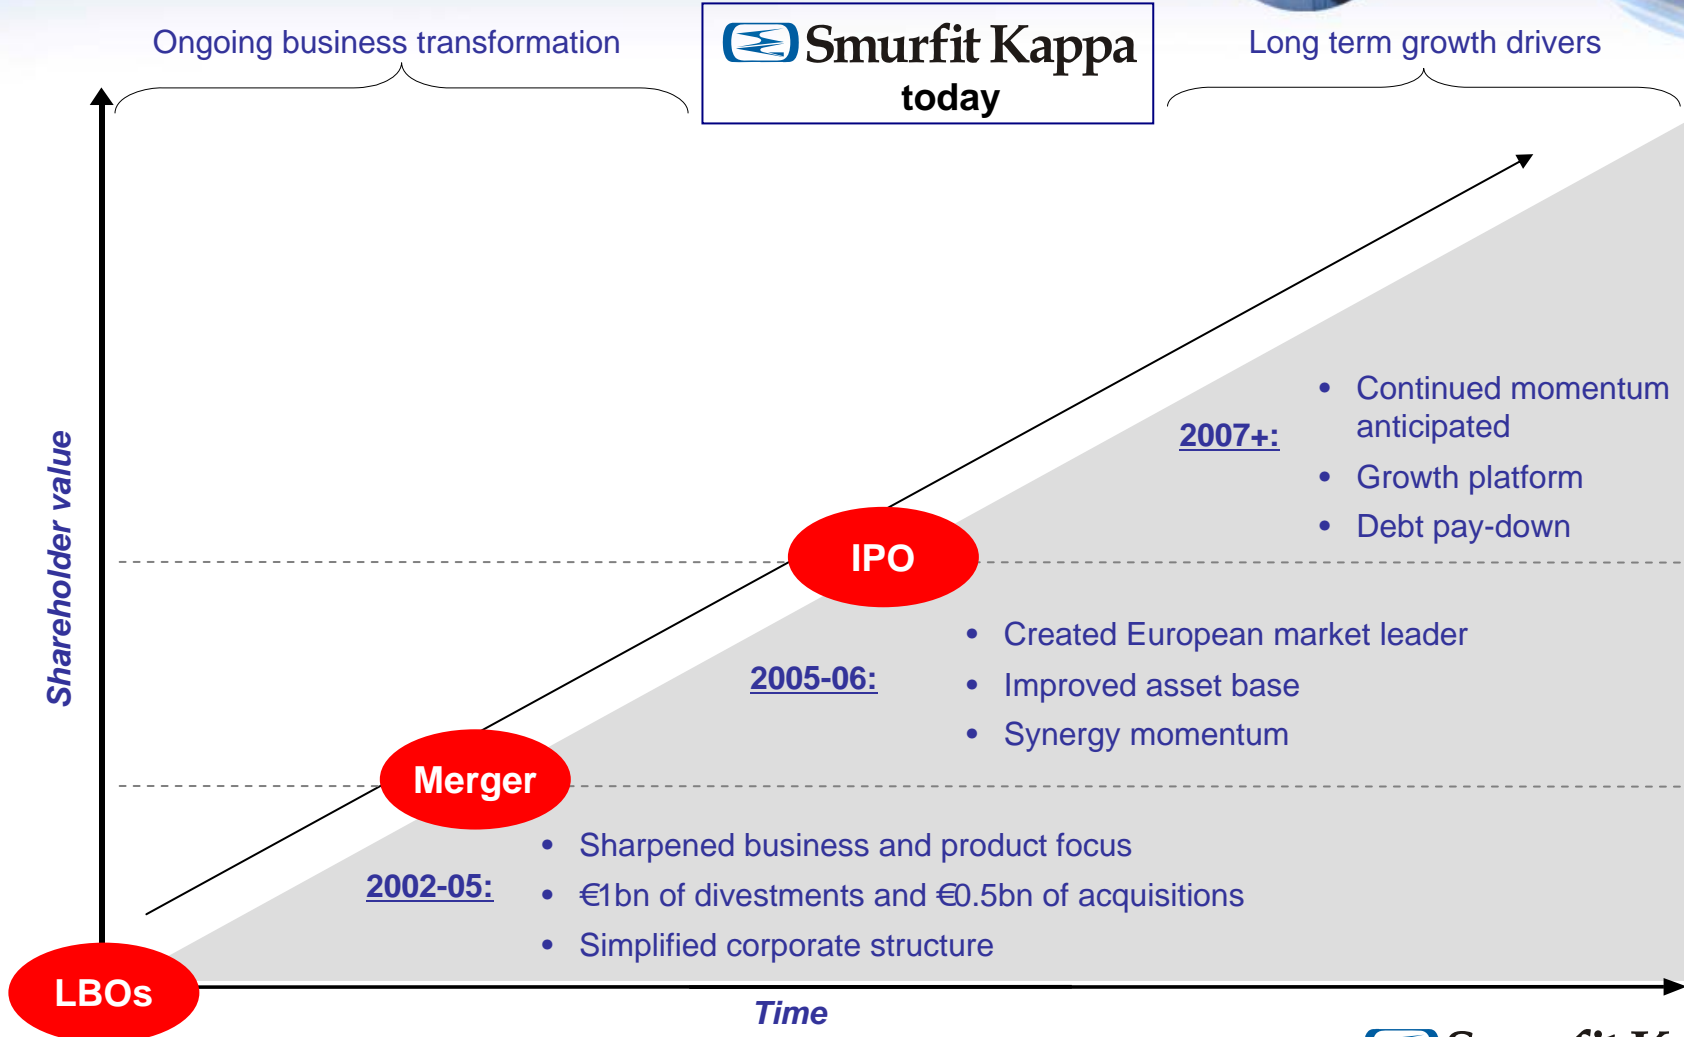 Ongoing business transformation
Smurfit Kappa
today
Long term growth drivers
Shareholder value
• Continued momentum
anticipated
2007+:
• Growth platform
• Debt pay-down
IPO
• Created European market leader
2005-06:
• Improved asset base
• Synergy momentum
Merger
• Sharpened business and product focus
2002-05:
• €1bn of divestments and €0.5bn of acquisitions
• Simplified corporate structure
LBOs
Time